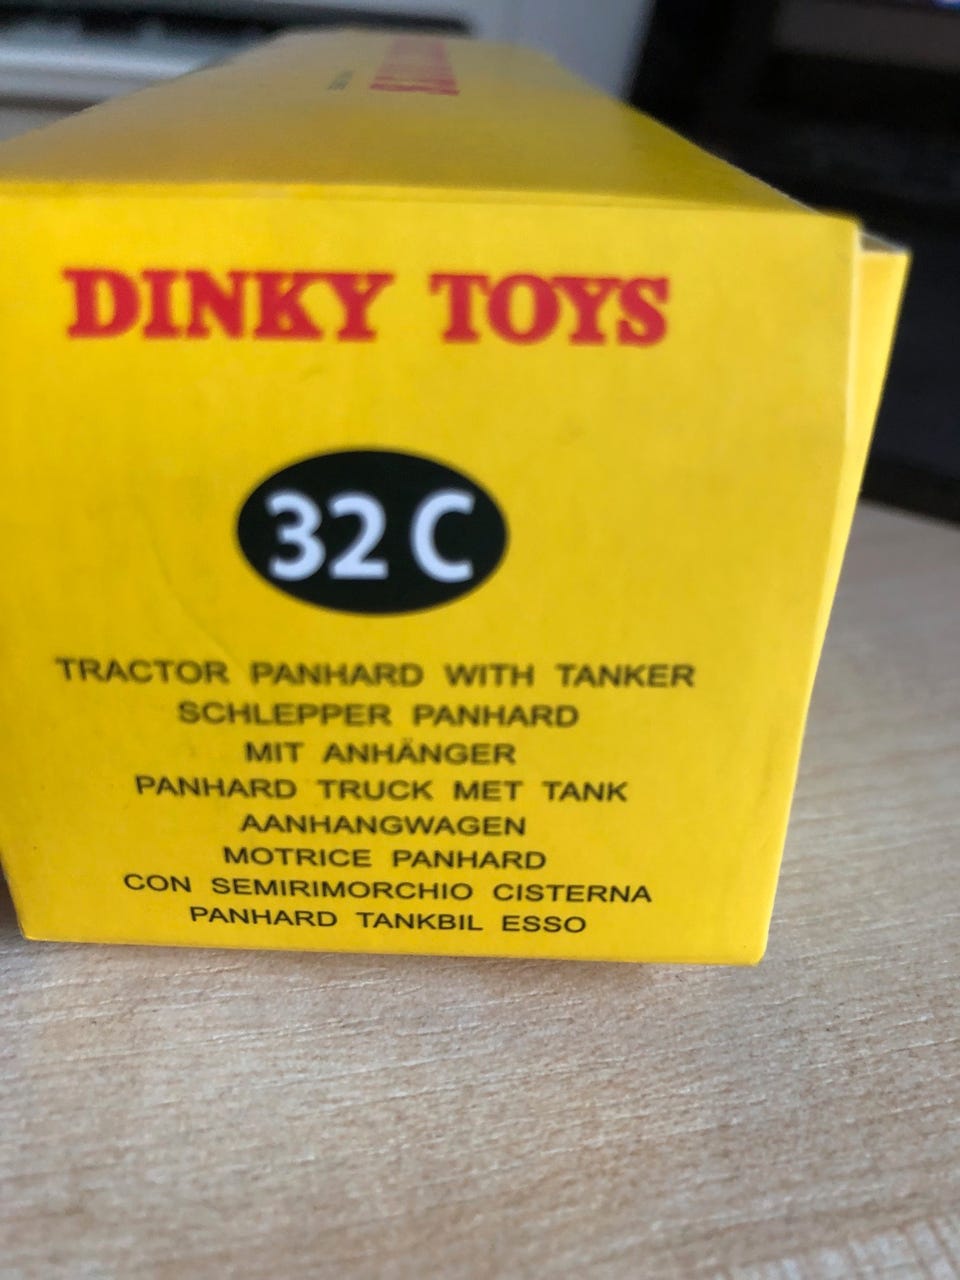 DINKY TOYS
32 C
TRACTOR PANHARD WITH TANKER
SCHLEPPER PANHARD
MIT ANHÄNGER
PANHARD TRUCK MET TANK
AANHANGWAGEN
MOTRICE PANHARD
CON SEMIRIMORCHIO CISTERNA
PANHARD TANKBIL ESSO